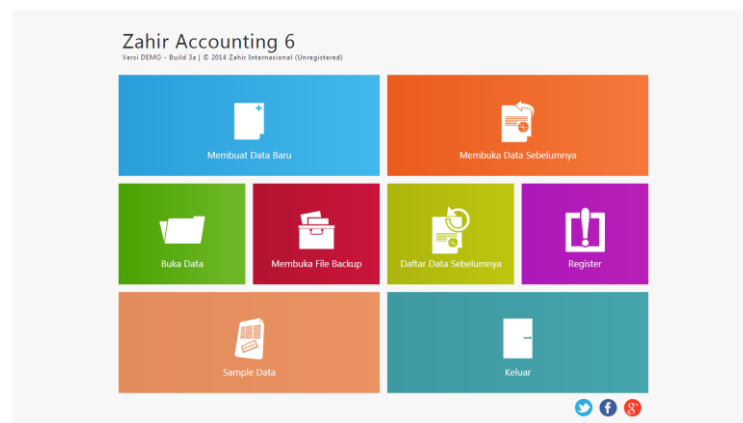 Zahir Accounting 6
Versi DEMO - Build 3a | © 2014 Zahir Internasional (Unregistered)
Membuat Data Baru
Membuka Data Sebelumnya
Buka Data
Membuka File Backup
Daftar Data Sebelumnya
Register
Sample Data
Keluar